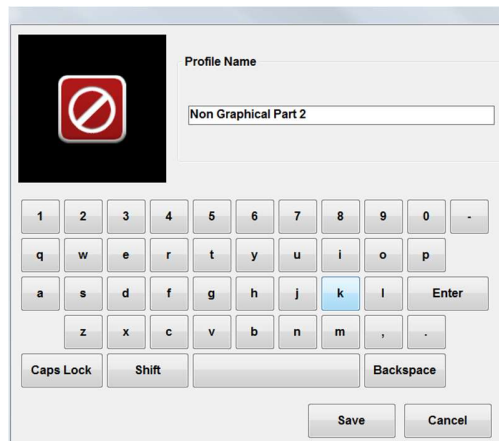 Profile Name
Non Graphical Part 2
1 2 3 4 5 6 7 8 9 0 -
q w e r t y u i o p
a s d f g h j k l Enter
z x c v b n m , .
Caps Lock Shift Backspace
Save Cancel